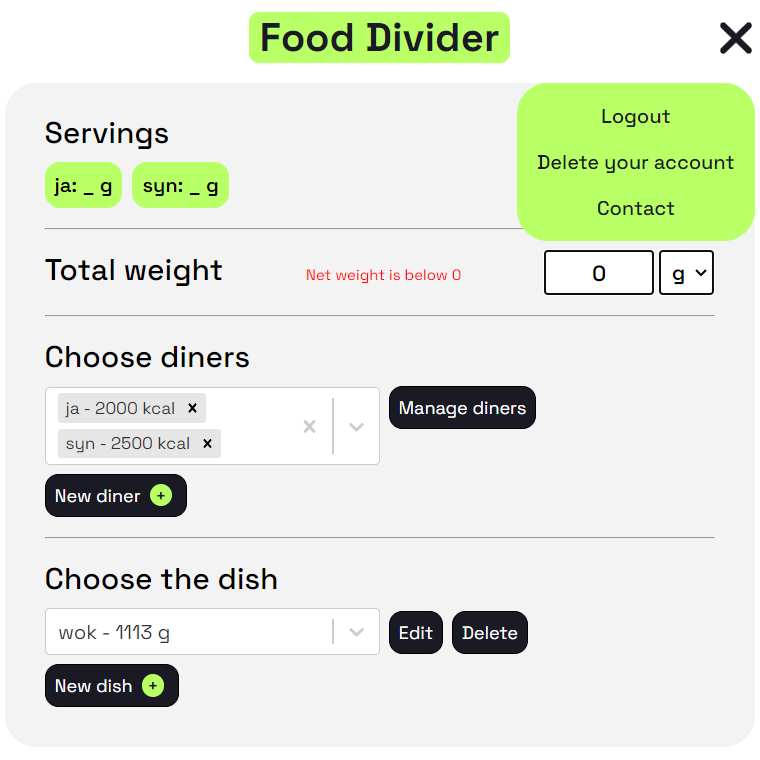 Food Divider
Logout
Delete your account
Contact
Servings
ja: _ g
syn: _ g
Total weight
Net weight is below 0
0
g
Choose diners
ja - 2000 kcal
syn - 2500 kcal
Manage diners
New diner +
Choose the dish
wok - 1113 g
Edit
Delete
New dish +